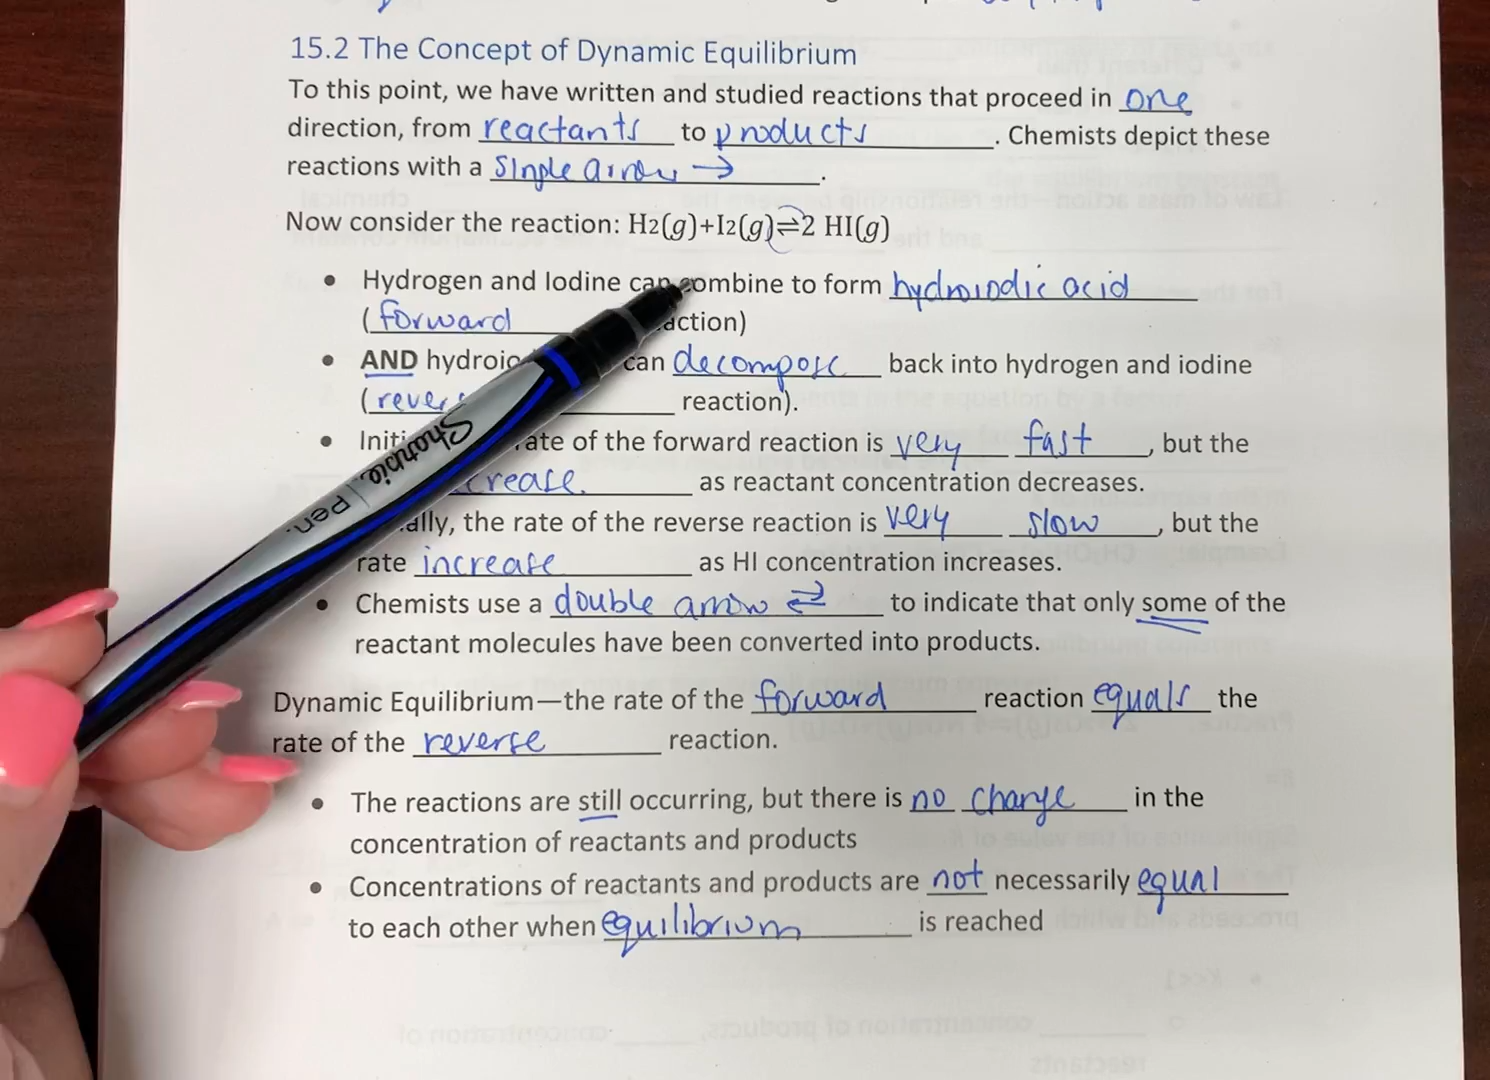 15.2 The Concept of Dynamic Equilibrium
To this point, we have written and studied reactions that proceed in one
direction, from reactants to products. Chemists depict these
reactions with a single arrow →.
Now consider the reaction: H2(g)+I2(g)⇌2 HI(g)
• Hydrogen and Iodine can combine to form hydroiodic acid
(forward action)
• AND hydroio can decompose back into hydrogen and iodine
(rever reaction).
• Initi ate of the forward reaction is very fast, but the
crease as reactant concentration decreases.
ally, the rate of the reverse reaction is very slow, but the
rate increase as HI concentration increases.
• Chemists use a double arrow ⇌ to indicate that only some of the
reactant molecules have been converted into products.
Dynamic Equilibrium—the rate of the forward reaction equals the
rate of the reverse reaction.
• The reactions are still occurring, but there is no change in the
concentration of reactants and products
• Concentrations of reactants and products are not necessarily equal
to each other when equilibrium is reached
Sharpie
PEN.